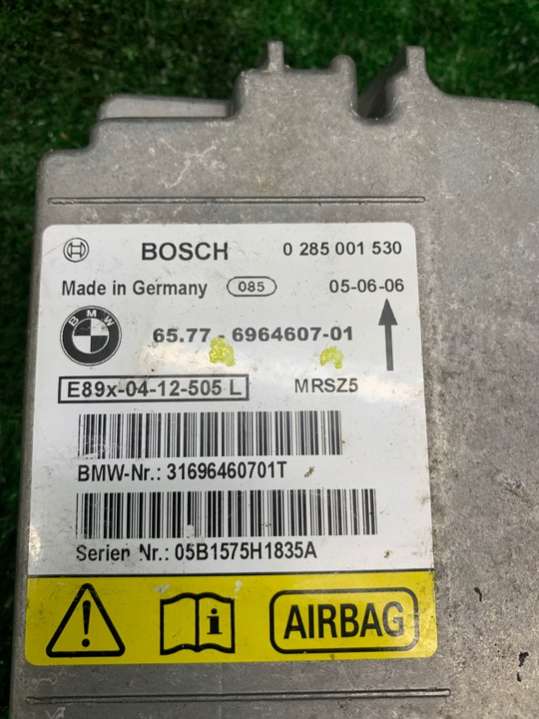 BOSCH 0 285 001 530
Made in Germany 085 05-06-06
BMW 65.77 - 6964607-01
E89x-04-12-505 L MRSZ5
BMW-Nr.: 31696460701T
Serien Nr.: 05B1575H1835A
i AIRBAG